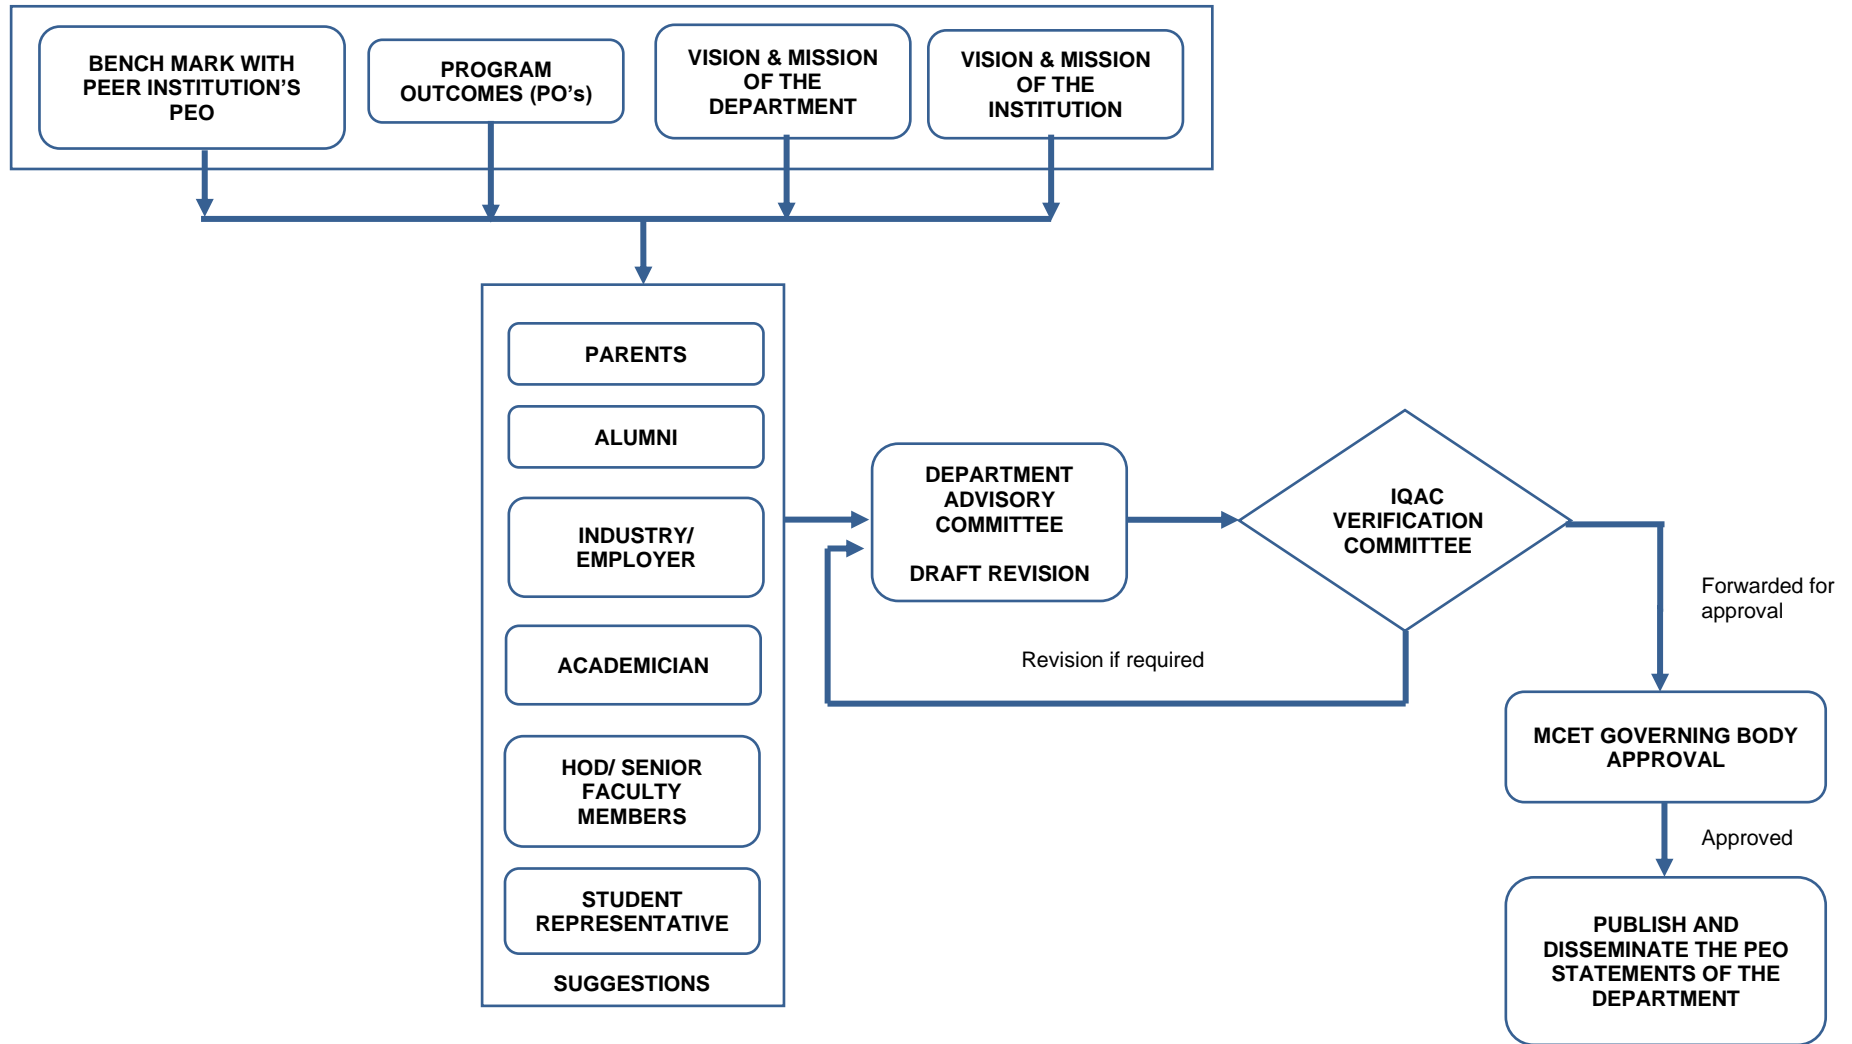 BENCH MARK WITH
PEER INSTITUTION’S
PEO
PROGRAM
OUTCOMES (PO’s)
VISION & MISSION
OF THE
DEPARTMENT
VISION & MISSION
OF THE
INSTITUTION
PARENTS
ALUMNI
INDUSTRY/
EMPLOYER
ACADEMICIAN
HOD/ SENIOR
FACULTY
MEMBERS
STUDENT
REPRESENTATIVE
SUGGESTIONS
DEPARTMENT
ADVISORY
COMMITTEE
DRAFT REVISION
IQAC
VERIFICATION
COMMITTEE
Revision if required
Forwarded for
approval
MCET GOVERNING BODY
APPROVAL
Approved
PUBLISH AND
DISSEMINATE THE PEO
STATEMENTS OF THE
DEPARTMENT